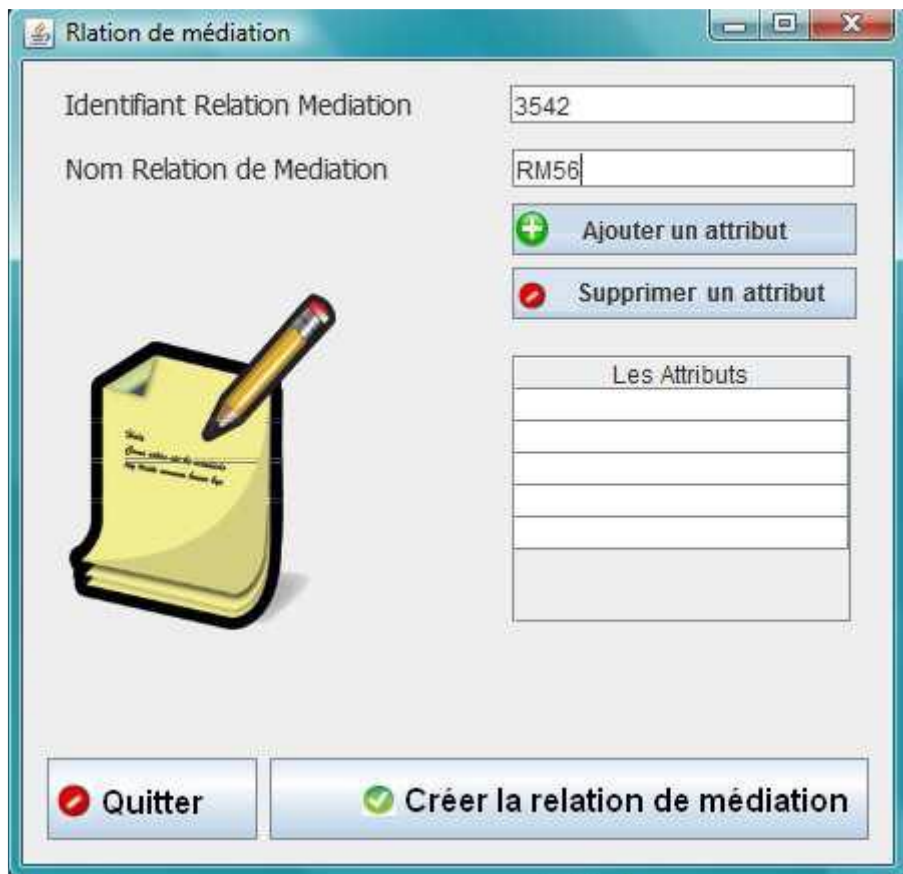 Rlation de médiation
Identifiant Relation Mediation
3542
Nom Relation de Mediation
RM56
Ajouter un attribut
Supprimer un attribut
Les Attributs
Quitter
Créer la relation de médiation